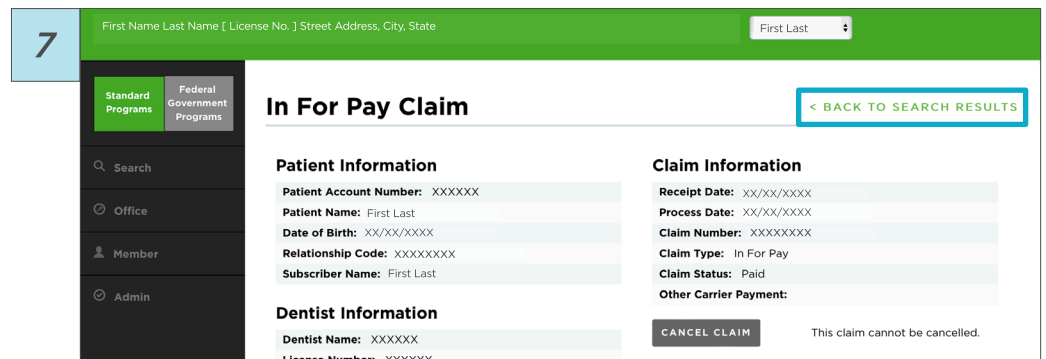 7
First Name Last Name [ License No. ] Street Address, City, State
First Last
Standard Programs
Federal Government Programs
Search
Office
Member
Admin
In For Pay Claim
< BACK TO SEARCH RESULTS
Patient Information
Patient Account Number: XXXXXX
Patient Name: First Last
Date of Birth: XX/XX/XXXX
Relationship Code: XXXXXXXX
Subscriber Name: First Last
Dentist Information
Dentist Name: XXXXXX
License Number: XXXXXX
Claim Information
Receipt Date: XX/XX/XXXX
Process Date: XX/XX/XXXX
Claim Number: XXXXXXXX
Claim Type: In For Pay
Claim Status: Paid
Other Carrier Payment:
CANCEL CLAIM
This claim cannot be cancelled.